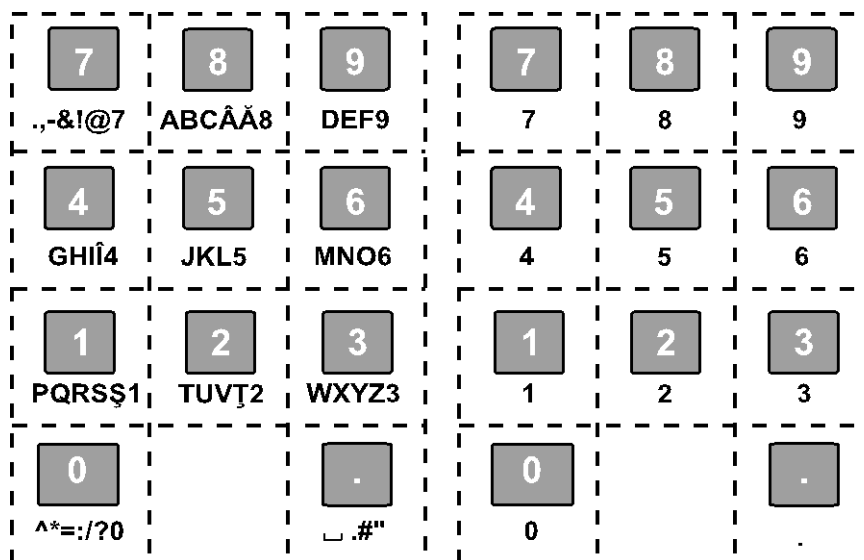 7 8 9 7 8 9
.,-&!@7 ABCÂĂ8 DEF9 7 8 9
4 5 6 4 5 6
GHIÎ4 JKL5 MNO6 4 5 6
1 2 3 1 2 3
PQRSŞ1 TUVŢ2 WXYZ3 1 2 3
0 . 0 .
^*=:/?0 ⎵ .#" 0 .